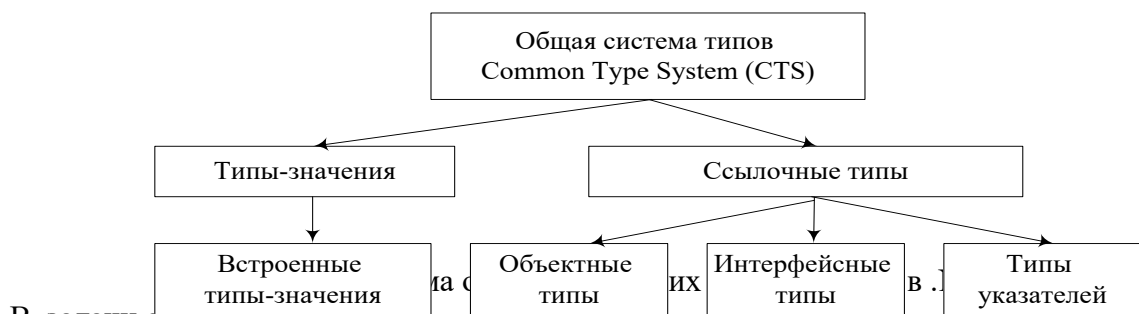 Общая система типов
Common Type System (CTS)
Типы-значения
Ссылочные типы
Встроенные
типы-значения
Объектные
типы
Интерфейсные
типы
Типы
указателей
их
в